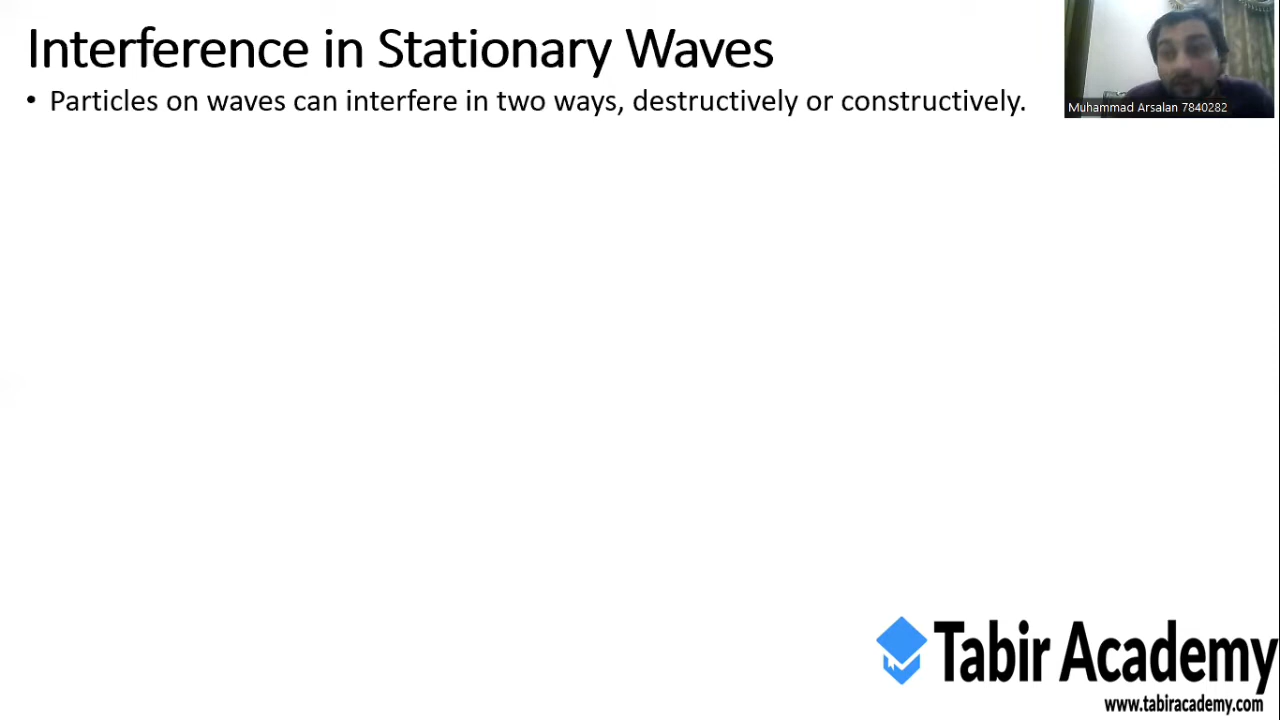 Interference in Stationary Waves
• Particles on waves can interfere in two ways, destructively or constructively.
Muhammad Arsalan 7840282
Tabir Academy
www.tabiracademy.com